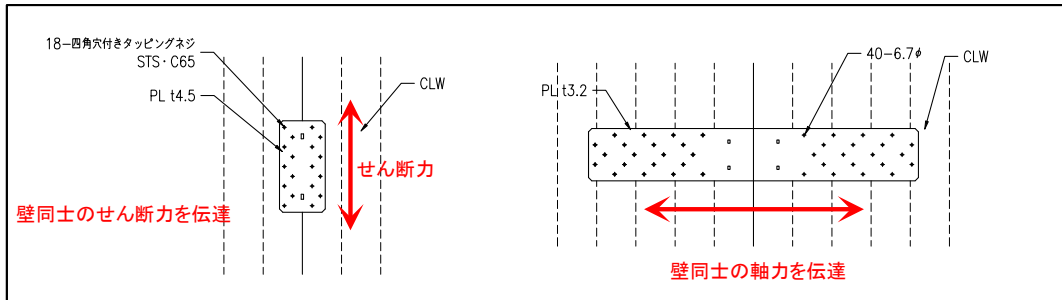 18-四角穴付きタッピングネジ
STS・C65
PL t4.5
CLW
せん断力
壁同士のせん断力を伝達
40-6.7φ
CLW
PL t3.2
壁同士の軸力を伝達